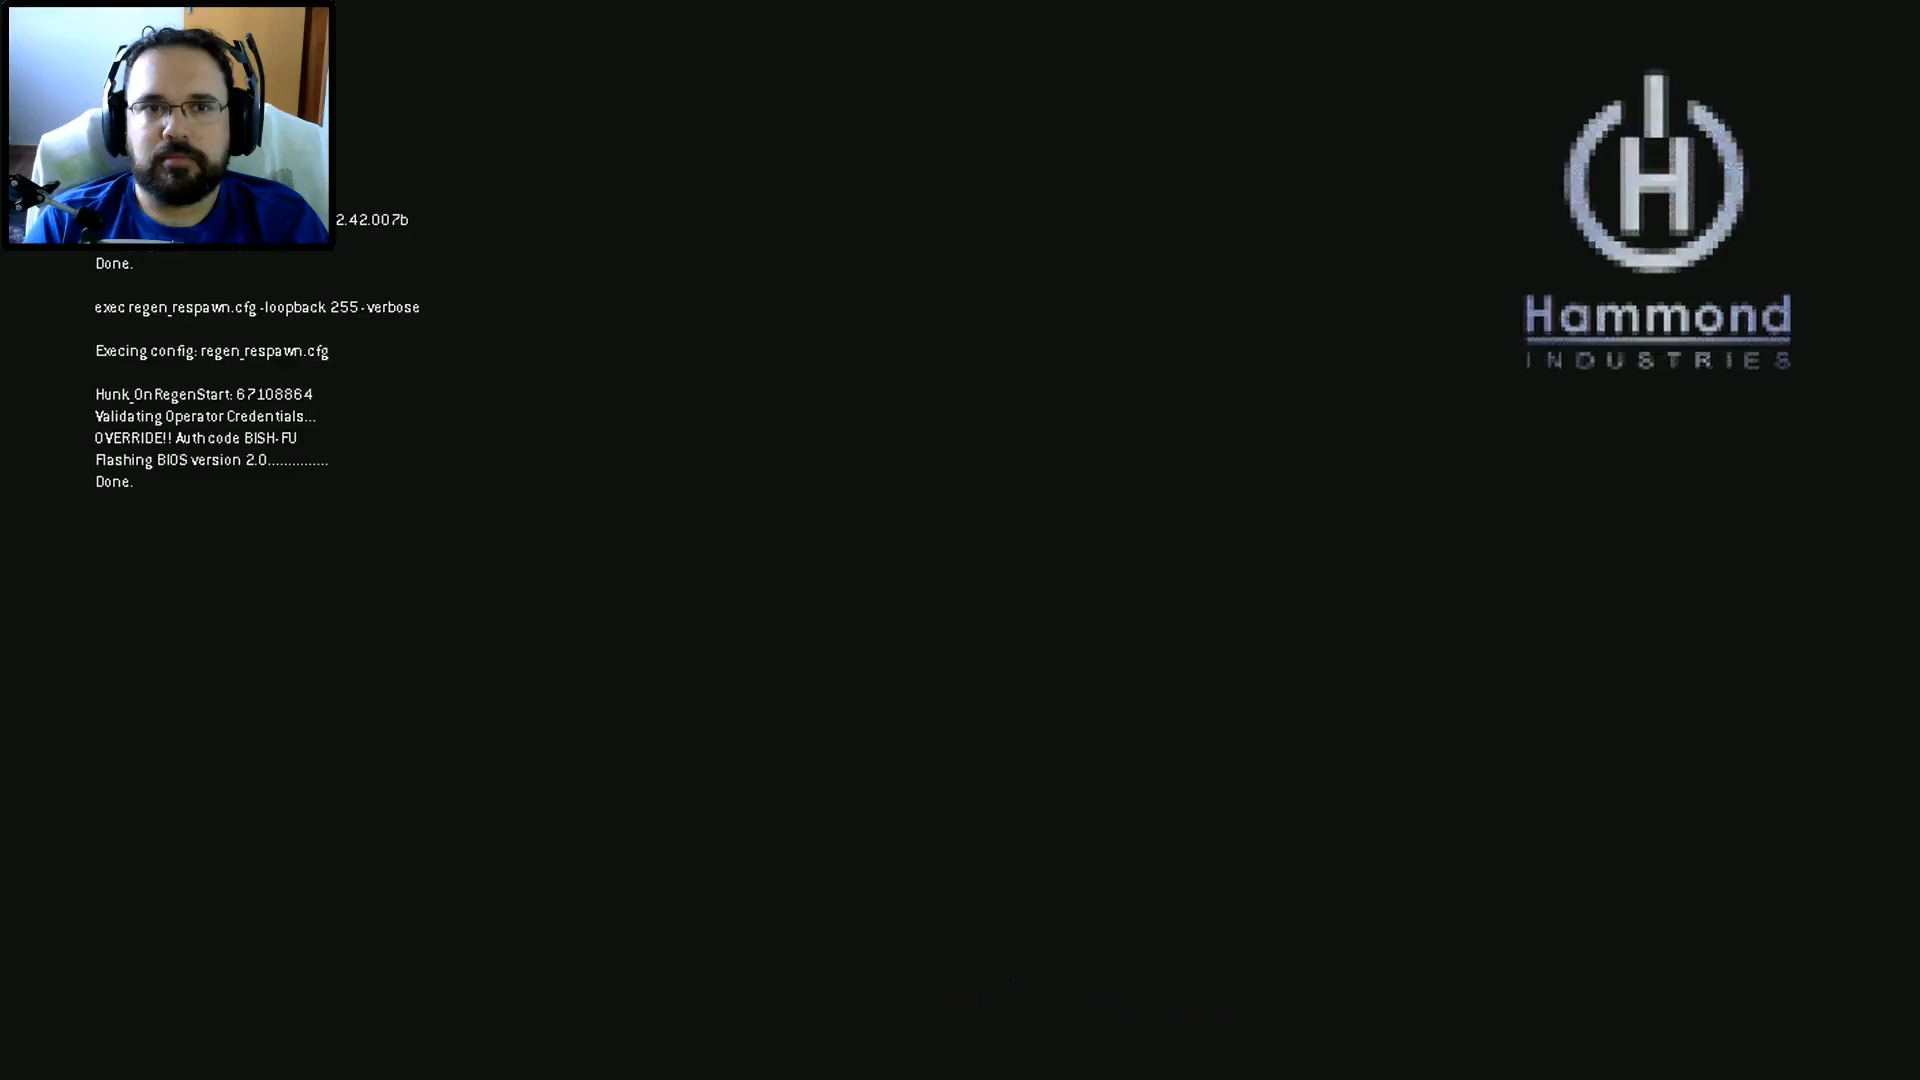 2.42.007b
Done.
exec regen_respawn.cfg -loopback 255 -verbose
Execing config: regen_respawn.cfg
Hunk_OnRegenStart: 67108864
Validating Operator Credentials...
OVERRIDE!! Auth code BISH-FU
Flashing BIOS version 2.0...............
Done.
H
Hammond
INDUSTRIES